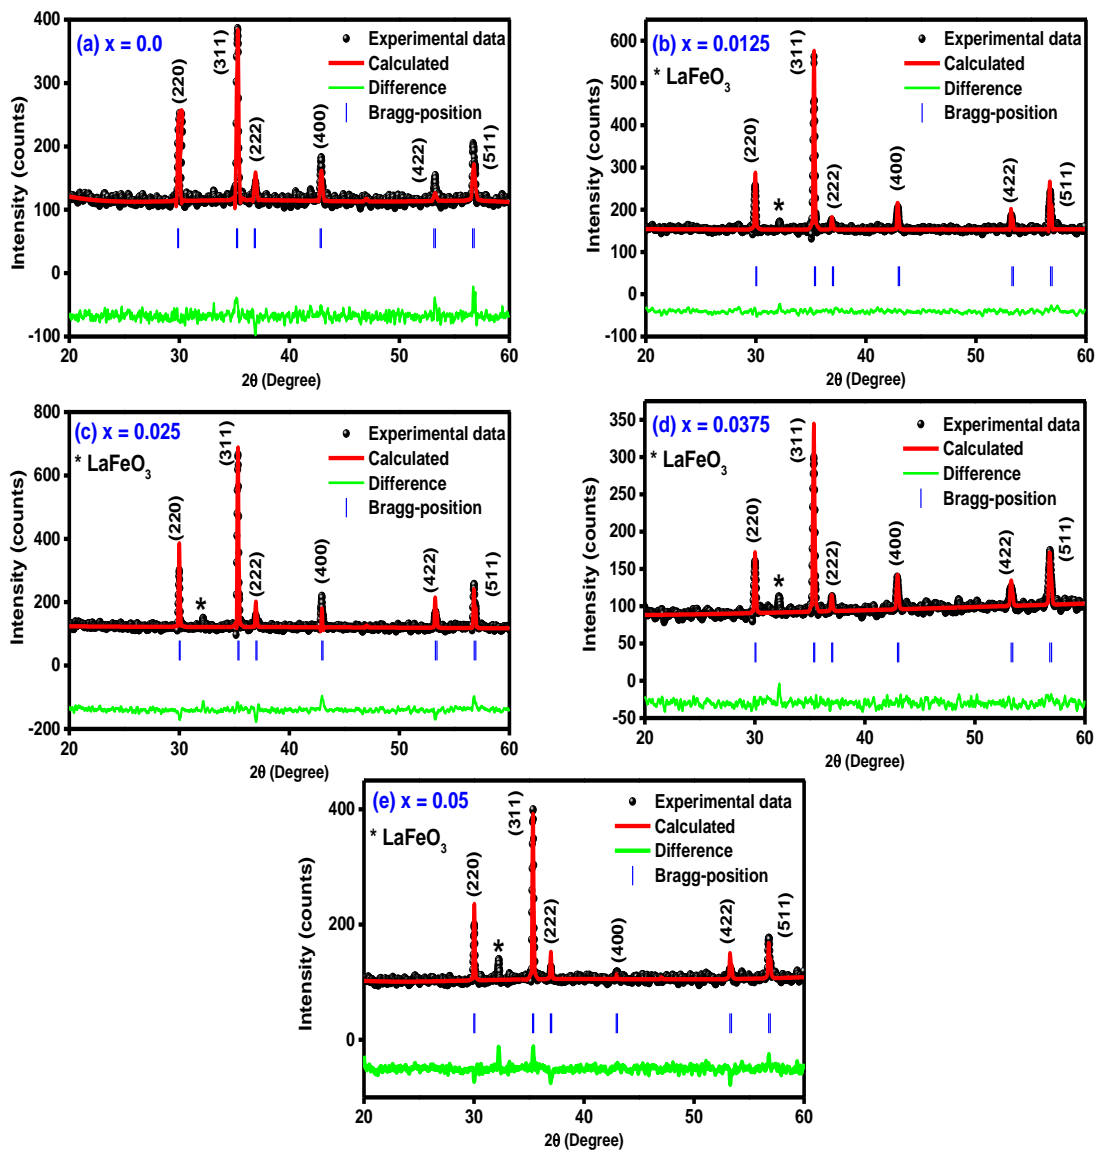 (a) x = 0.0
Experimental data
Calculated
Difference
Bragg-position
(220)
(311)
(222)
(400)
(422)
(511)
Intensity (counts)
400
300
200
100
0
-100
20
30
40
50
60
2θ (Degree)
(b) x = 0.0125
* LaFeO3
Experimental data
Calculated
Difference
Bragg-position
(220)
*
(311)
(222)
(400)
(422)
(511)
Intensity (counts)
600
500
400
300
200
100
0
-100
20
30
40
50
60
2θ (Degree)
(c) x = 0.025
* LaFeO3
Experimental data
Calculated
Difference
Bragg-position
(220)
*
(311)
(222)
(400)
(422)
(511)
Intensity (counts)
800
600
400
200
0
-200
20
30
40
50
60
2θ (Degree)
(d) x = 0.0375
* LaFeO3
Experimental data
Calculated
Difference
Bragg-position
(220)
*
(311)
(222)
(400)
(422)
(511)
Intensity (counts)
350
300
250
200
150
100
50
0
-50
20
30
40
50
60
2θ (Degree)
(e) x = 0.05
* LaFeO3
Experimental data
Calculated
Difference
Bragg-position
(220)
*
(311)
(222)
(400)
(422)
(511)
Intensity (counts)
400
200
0
20
30
40
50
60
2θ (Degree)